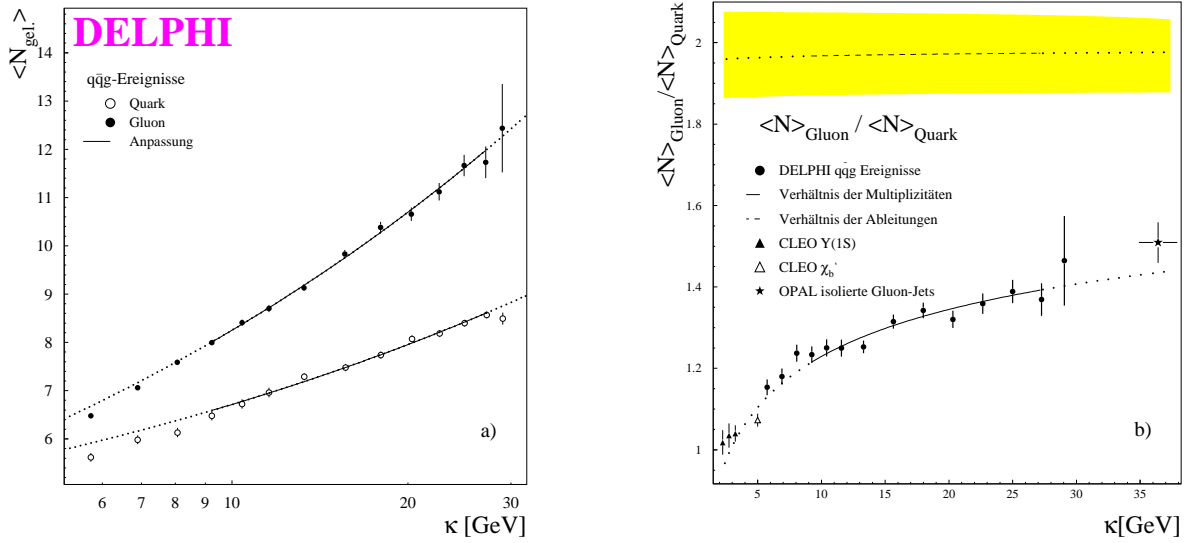 DELPHI
<N_gel.>
qq̄g-Ereignisse
Quark
Gluon
Anpassung
14
13
12
11
10
9
8
7
6
a)
6 7 8 9 10 20 30
κ [GeV]
b)
<N>_Gluon/<N>_Quark
2
1.8
1.6
1.4
1.2
1
<N>_Gluon / <N>_Quark
DELPHI qq̄g Ereignisse
Verhältnis der Multiplizitäten
Verhältnis der Ableitungen
CLEO Υ(1S)
CLEO χ_b'
OPAL isolierte Gluon-Jets
b)
5 10 15 20 25 30 35
κ[GeV]